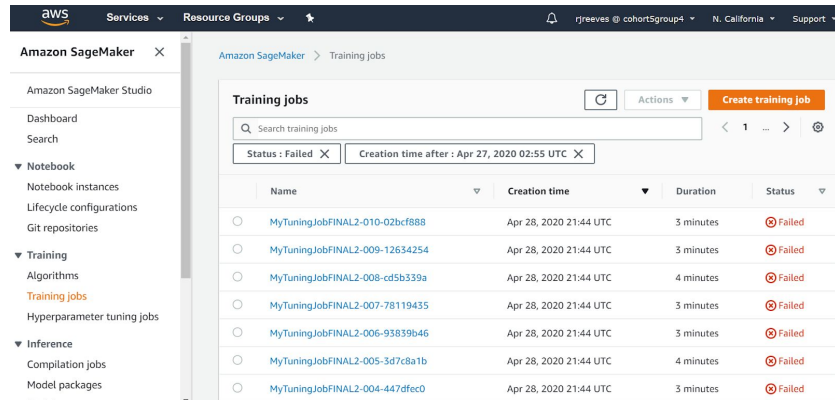 aws Services Resource Groups rjreeves @ cohort5group4 N. California Support
Amazon SageMaker X
Amazon SageMaker Studio
Dashboard
Search
Notebook
Notebook instances
Lifecycle configurations
Git repositories
Training
Algorithms
Training jobs
Hyperparameter tuning jobs
Inference
Compilation jobs
Model packages
Amazon SageMaker > Training jobs
Training jobs Actions Create training job
Search training jobs < 1 ... >
Status : Failed X Creation time after : Apr 27, 2020 02:55 UTC X
Name Creation time Duration Status
MyTuningJobFINAL2-010-02bcf888 Apr 28, 2020 21:44 UTC 3 minutes Failed
MyTuningJobFINAL2-009-12634254 Apr 28, 2020 21:44 UTC 3 minutes Failed
MyTuningJobFINAL2-008-cd5b339a Apr 28, 2020 21:44 UTC 4 minutes Failed
MyTuningJobFINAL2-007-78119435 Apr 28, 2020 21:44 UTC 3 minutes Failed
MyTuningJobFINAL2-006-93839b46 Apr 28, 2020 21:44 UTC 3 minutes Failed
MyTuningJobFINAL2-005-3d7c8a1b Apr 28, 2020 21:44 UTC 4 minutes Failed
MyTuningJobFINAL2-004-447dfec0 Apr 28, 2020 21:44 UTC 3 minutes Failed